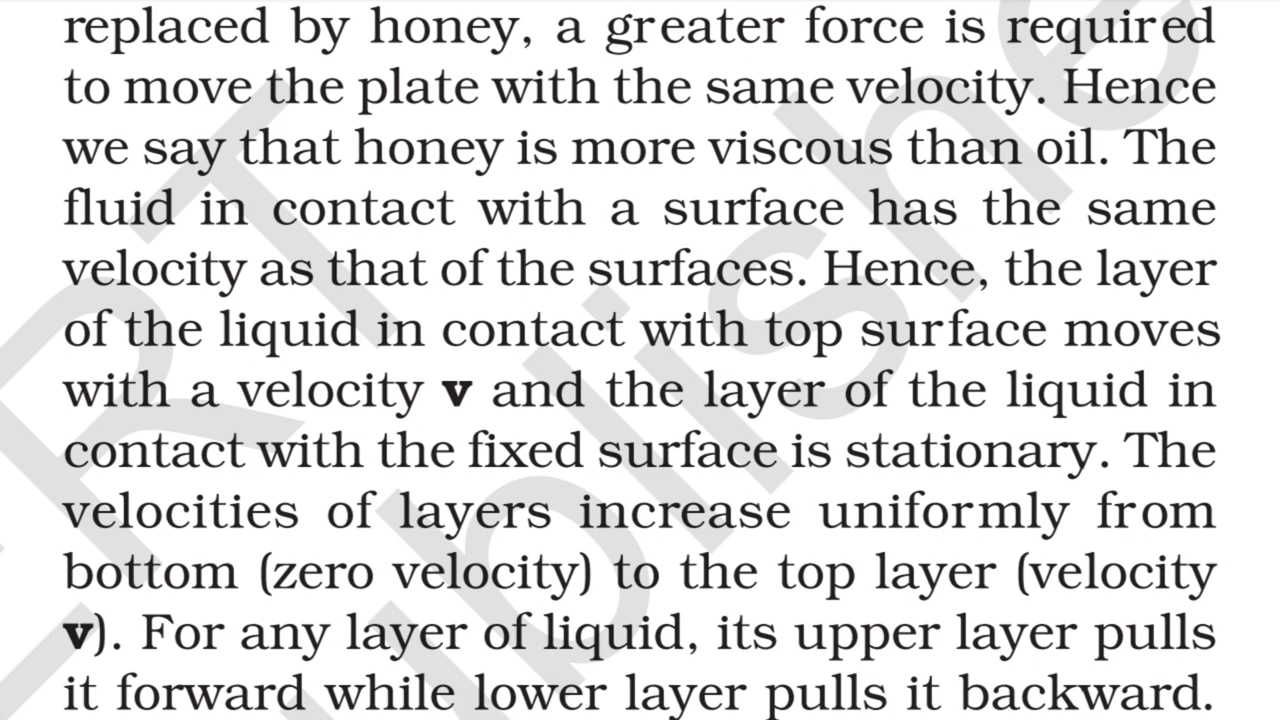 replaced by honey, a greater force is required
to move the plate with the same velocity. Hence
we say that honey is more viscous than oil. The
fluid in contact with a surface has the same
velocity as that of the surfaces. Hence, the layer
of the liquid in contact with top surface moves
with a velocity v and the layer of the liquid in
contact with the fixed surface is stationary. The
velocities of layers increase uniformly from
bottom (zero velocity) to the top layer (velocity
v). For any layer of liquid, its upper layer pulls
it forward while lower layer pulls it backward.